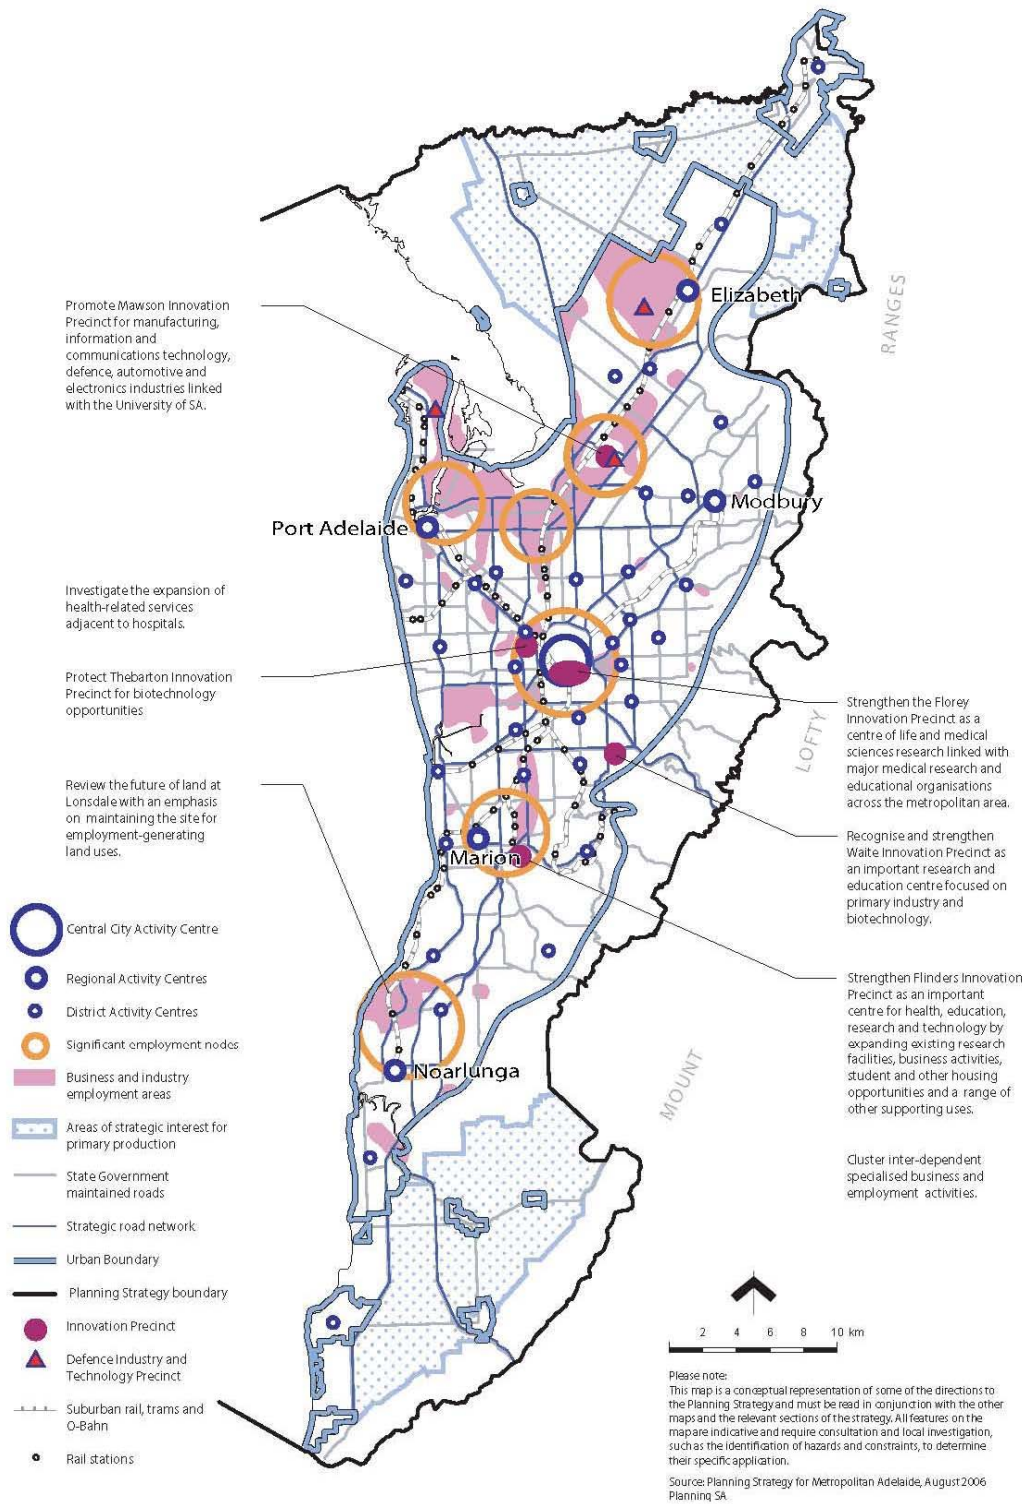 RANGES
Elizabeth
Promote Mawson Innovation
Precinct for manufacturing,
information and
communications technology,
defence, automotive and
electronics industries linked
with the University of SA.
Modbury
Port Adelaide
Investigate the expansion of
health-related services
adjacent to hospitals.
Protect Thebarton Innovation
Precinct for biotechnology
opportunities
Strengthen the Florey
Innovation Precinct as a
centre of life and medical
sciences research linked with
major medical research and
educational organisations
across the metropolitan area.
LOFTY
Review the future of land at
Lonsdale with an emphasis
on maintaining the site for
employment-generating
land uses.
Recognise and strengthen
Waite Innovation Precinct as
an important research and
education centre focused on
primary industry and
biotechnology.
Marion
Strengthen Flinders Innovation
Precinct as an important
centre for health, education,
research and technology by
expanding existing research
facilities, business activities,
student and other housing
opportunities and a range of
other supporting uses.
Noarlunga
MOUNT
Cluster inter-dependent
specialised business and
employment activities.
Central City Activity Centre
Regional Activity Centres
District Activity Centres
Significant employment nodes
Business and industry
employment areas
Areas of strategic interest for
primary production
State Government
maintained roads
Strategic road network
Urban Boundary
Planning Strategy boundary
Innovation Precinct
Defence Industry and
Technology Precinct
Suburban rail, trams and
O-Bahn
Rail stations
2 4 6 8 10 km
Please note:
This map is a conceptual representation of some of the directions to
the Planning Strategy and must be read in conjunction with the other
maps and the relevant sections of the strategy. All features on the
map are indicative and require consultation and local investigation,
such as the identification of hazards and constraints, to determine
their specific application.
Source: Planning Strategy for Metropolitan Adelaide, August 2006
Planning SA